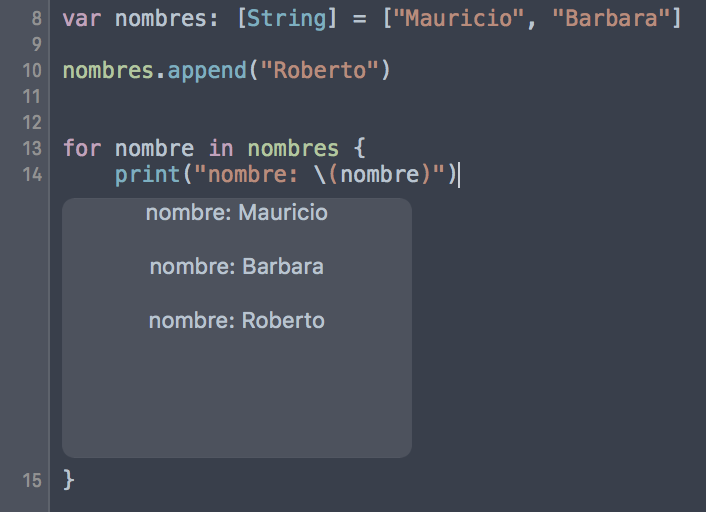 8 var nombres: [String] = ["Mauricio", "Barbara"]
9
10 nombres.append("Roberto")
11
12
13 for nombre in nombres {
14     print("nombre: \(nombre)")
nombre: Mauricio
nombre: Barbara
nombre: Roberto
15 }